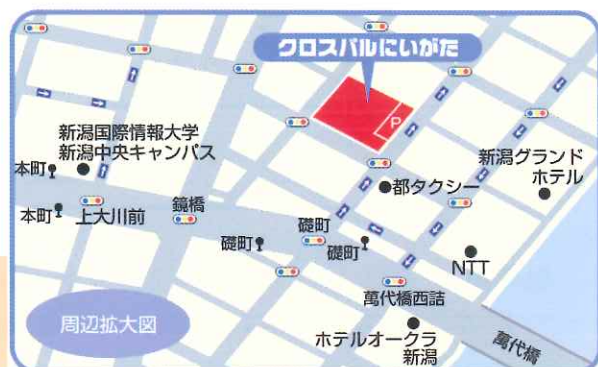 クロスパルにいがた
P
新潟国際情報大学
新潟中央キャンパス
本町
本町
上大川前
鏡橋
礎町
礎町
礎町
都タクシー
新潟グランド
ホテル
NTT
萬代橋西詰
ホテルオークラ
新潟
萬代橋
周辺拡大図